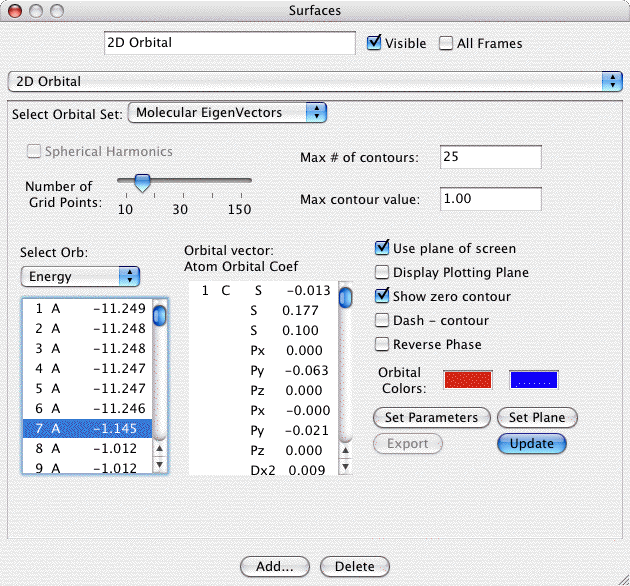 Surfaces
2D Orbital
Visible
All Frames
2D Orbital
Select Orbital Set:
Molecular EigenVectors
Spherical Harmonics
Max # of contours:
25
Number of
Grid Points:
10 30 150
Max contour value:
1.00
Select Orb:
Energy
1 A -11.249
2 A -11.248
3 A -11.248
4 A -11.247
5 A -11.247
6 A -11.246
7 A -1.145
8 A -1.012
9 A -1.012
Orbital vector:
Atom Orbital Coef
1 C S -0.013
S 0.177
S 0.100
Px 0.000
Py -0.063
Pz 0.000
Px -0.000
Py -0.021
Pz 0.000
Dx2 0.009
Use plane of screen
Display Plotting Plane
Show zero contour
Dash - contour
Reverse Phase
Orbital
Colors:
Set Parameters
Set Plane
Export
Update
Add...
Delete